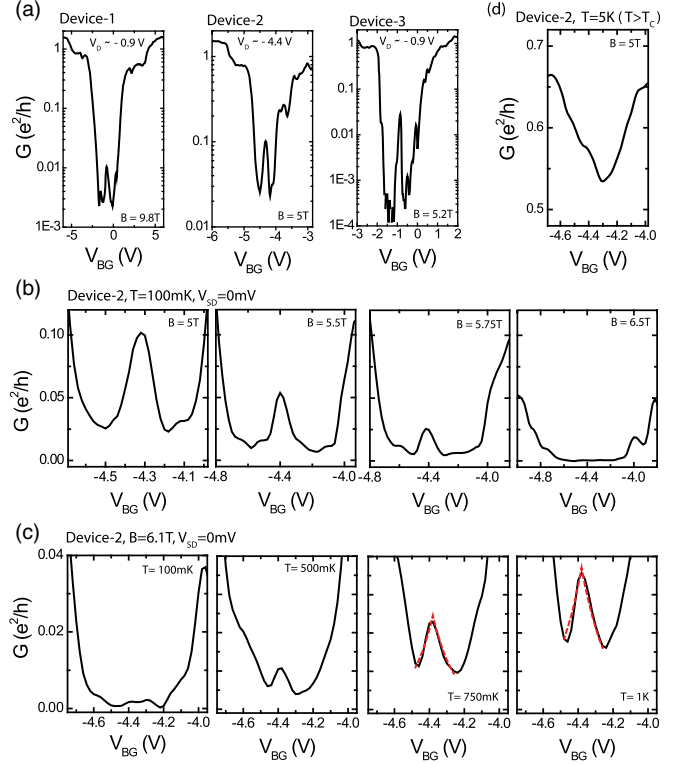 (a)
Device-1
Device-2
Device-3
(d)
Device-2, T=5K (T>T_C)
V_D ~ - 0.9V
V_D ~ - 4.4V
V_D ~ -0.9 V
B = 5T
G (e²/h)
1
0.1
0.01
1E-3
B = 9.8T
-5 0 5
V_BG (V)
1
0.1
0.01
B = 5T
-6 -5 -4 -3
V_BG (V)
1
0.1
0.01
1E-3
1E-4
B = 5.2T
-3 -2 -1 0 1 2
V_BG (V)
G (e²/h)
0.7
0.6
0.5
-4.6 -4.4 -4.2 -4.0
V_BG (V)
(b)
Device-2, T=100mK, V_SD=0mV
B = 5T
B = 5.5T
B = 5.75T
B = 6.5T
G (e²/h)
0.10
0.05
0.00
-4.5 -4.3 -4.1
-4.8 -4.4 -4.0
-4.8 -4.4 -4.0
-4.8 -4.4 -4.0
V_BG (V)
V_BG (V)
V_BG (V)
V_BG (V)
(c)
Device-2, B=6.1T, V_SD=0mV
T= 100mK
T= 500mK
T= 750mK
T= 1K
G (e²/h)
0.04
0.02
0.00
-4.6 -4.4 -4.2 -4.0
-4.6 -4.4 -4.2 -4.0
-4.6 -4.4 -4.2 -4.0
-4.6 -4.4 -4.2 -4.0
V_BG (V)
V_BG (V)
V_BG (V)
V_BG (V)